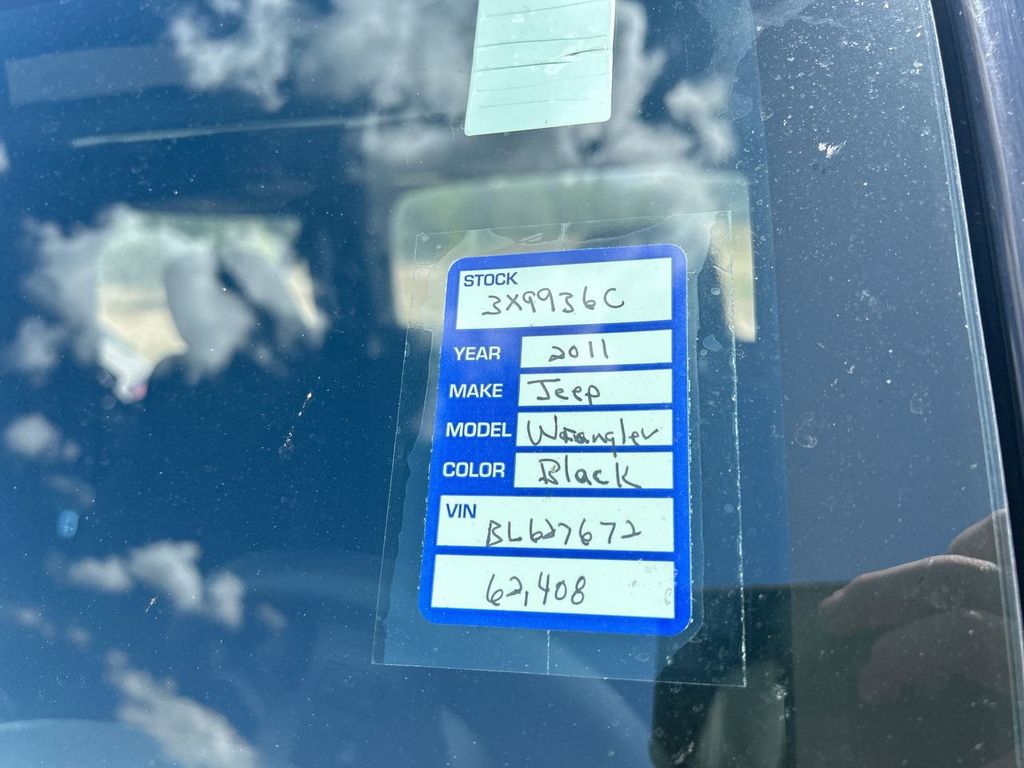 STOCK
3X9936C
YEAR 2011
MAKE Jeep
MODEL Wrangler
COLOR Black
VIN
BL627672
62,408